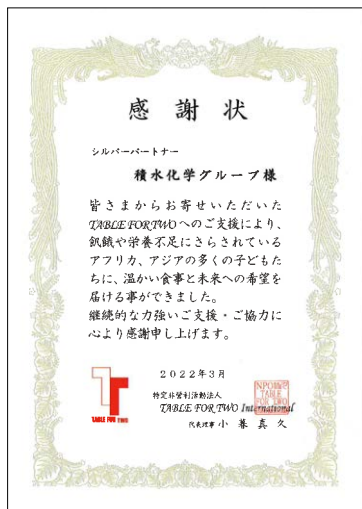 感謝状
シルバーパートナー
積水化学グループ様
皆さまからお寄せいただいた
TABLE FOR TWOへのご支援により、
飢餓や栄養不足にさらされている
アフリカ、アジアの多くの子どもた
ちに、温かい食事と未来への希望を
届ける事ができました。
継続的な力強いご支援・ご協力に
心より感謝申し上げます。
2022年3月
特定非営利活動法人
TABLE FOR TWO International
代表理事 小暮真久
TABLE FOR TWO
NPO法人
TABLE
FOR TWO